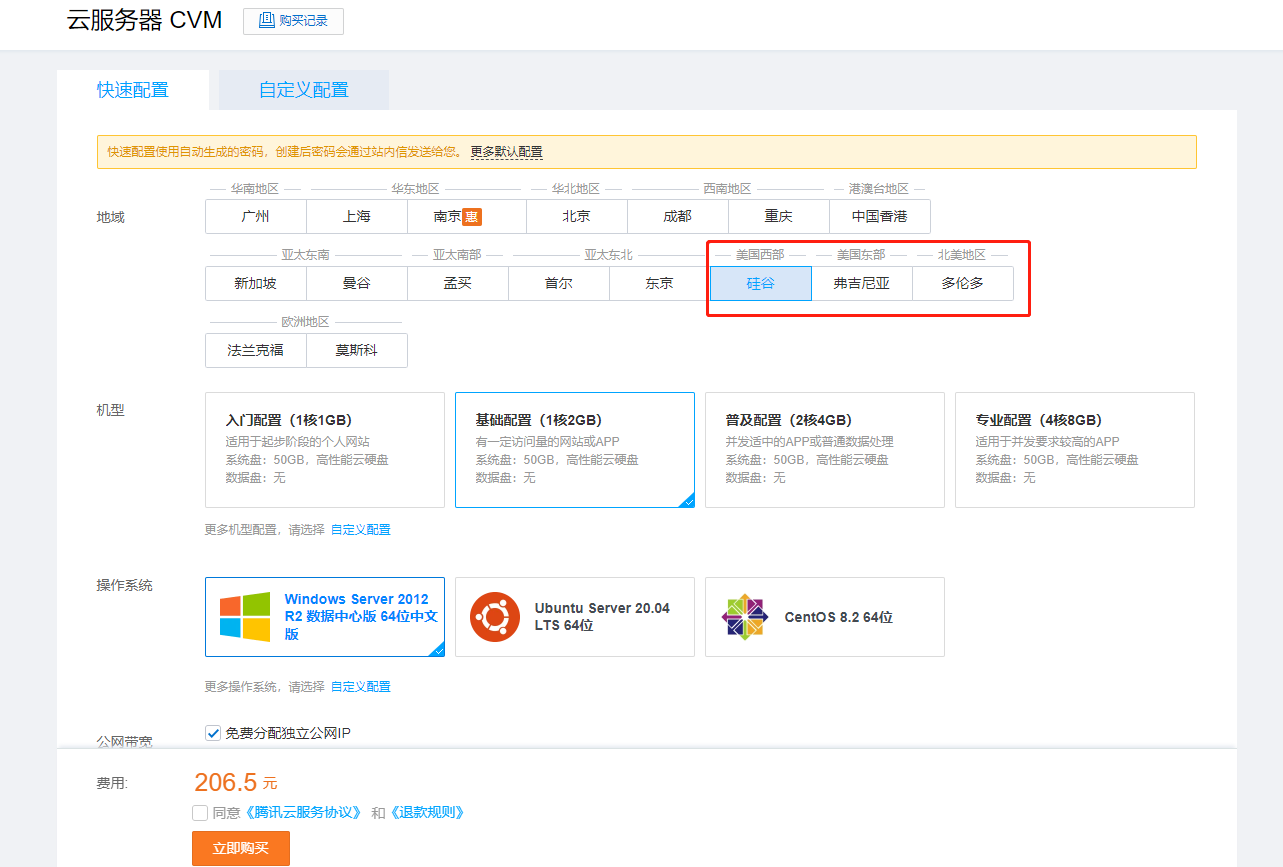 云服务器 CVM 购买记录
快速配置 自定义配置
快速配置使用自动生成的密码，创建后密码会通过站内信发送给您。 更多默认配置
华南地区 华东地区 华北地区 西南地区 港澳台地区
地域 广州 上海 南京 惠 北京 成都 重庆 中国香港
亚太东南 亚太南部 亚太东北 美国西部 美国东部 北美地区
新加坡 曼谷 孟买 首尔 东京 硅谷 弗吉尼亚 多伦多
欧洲地区
法兰克福 莫斯科
机型
入门配置（1核1GB）
适用于起步阶段的个人网站
系统盘：50GB，高性能云硬盘
数据盘：无
基础配置（1核2GB）
有一定访问量的网站或APP
系统盘：50GB，高性能云硬盘
数据盘：无
普及配置（2核4GB）
并发适中的APP或普通数据处理
系统盘：50GB，高性能云硬盘
数据盘：无
专业配置（4核8GB）
适用于并发要求较高的APP
系统盘：50GB，高性能云硬盘
数据盘：无
更多机型配置，请选择 自定义配置
操作系统
Windows Server 2012
R2 数据中心版 64位中文
版
Ubuntu Server 20.04
LTS 64位
CentOS 8.2 64位
更多操作系统，请选择 自定义配置
公网带宽 免费分配独立公网IP
费用: 206.5 元
同意《腾讯云服务协议》 和《退款规则》
立即购买